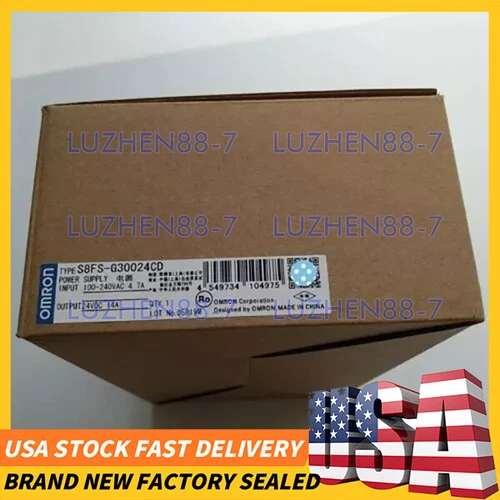 LUZHEN88-7 LUZHEN88-7
LUZHEN88-7 LUZHEN88-7
LUZHEN88-7 LUZHEN88-7
OMRON
TYPE S8FS-G30024CD
POWER SUPPLY 电源
INPUT 100-240VAC 4.7A
OUTPUT 24VDC 14A
QTY. 1
LOT No.
549734 104975
OMRON Corporation
Designed by OMRON MADE IN CHINA
USA
USA STOCK FAST DELIVERY
BRAND NEW FACTORY SEALED